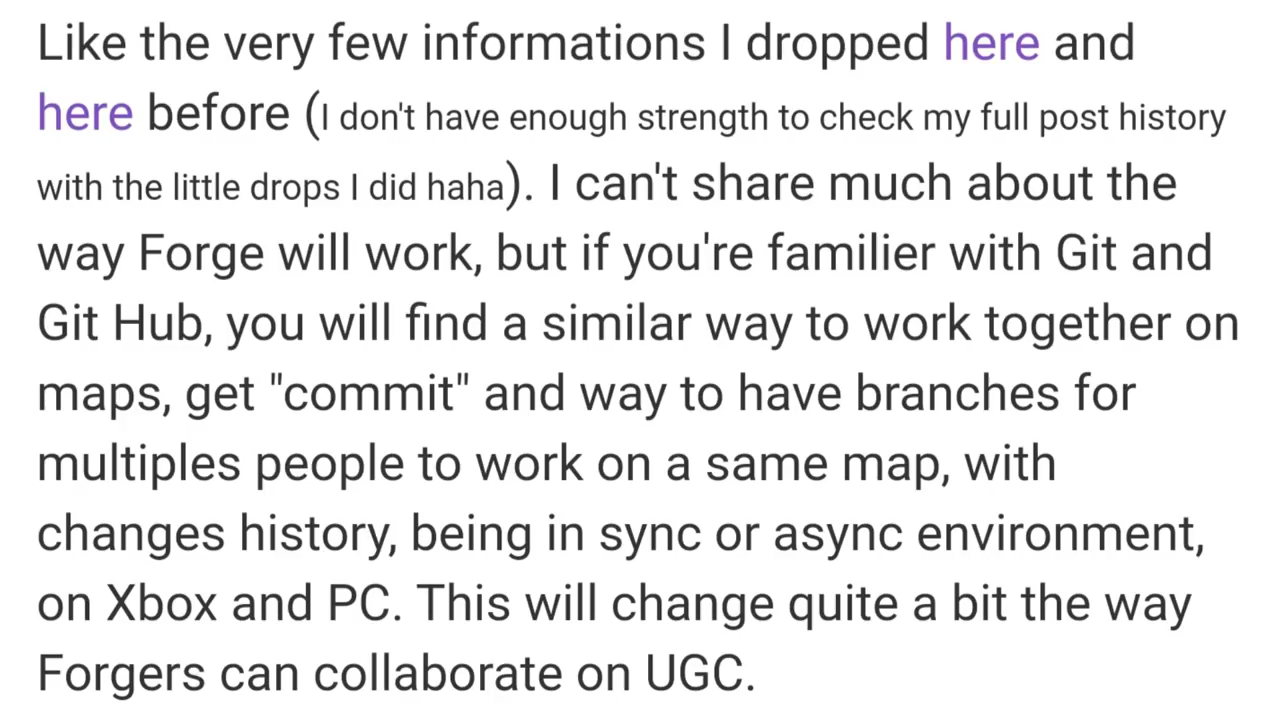 Like the very few informations I dropped here and
here before (I don't have enough strength to check my full post history
with the little drops I did haha). I can't share much about the
way Forge will work, but if you're familier with Git and
Git Hub, you will find a similar way to work together on
maps, get "commit" and way to have branches for
multiples people to work on a same map, with
changes history, being in sync or async environment,
on Xbox and PC. This will change quite a bit the way
Forgers can collaborate on UGC.